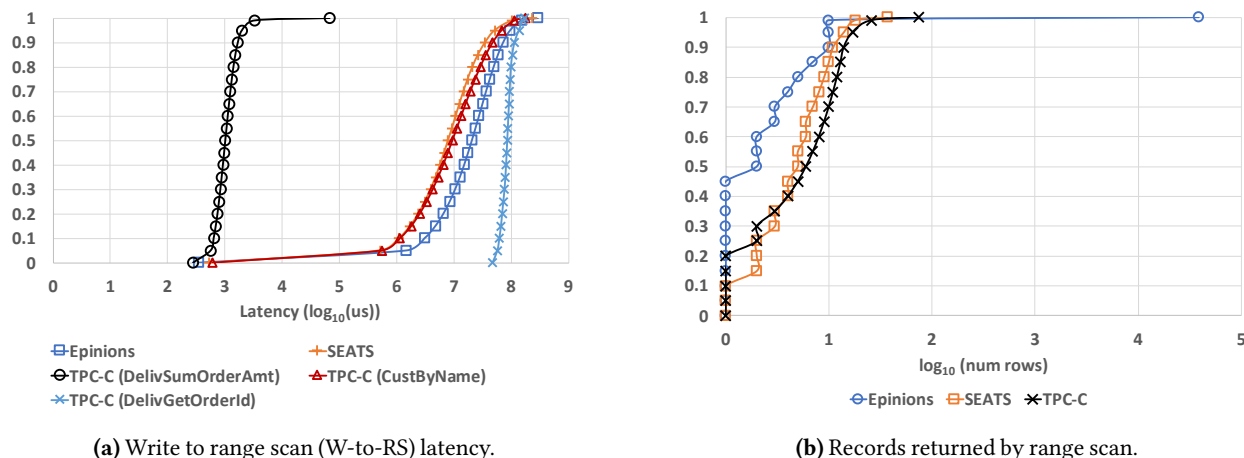 1
0.9
0.8
0.7
0.6
0.5
0.4
0.3
0.2
0.1
0
0 1 2 3 4 5 6 7 8 9
Latency (log10(us))
Epinions SEATS
TPC-C (DelivSumOrderAmt) TPC-C (CustByName)
TPC-C (DelivGetOrderId)
(a) Write to range scan (W-to-RS) latency.
1
0.9
0.8
0.7
0.6
0.5
0.4
0.3
0.2
0.1
0
0 1 2 3 4 5
log10 (num rows)
Epinions SEATS TPC-C
(b) Records returned by range scan.